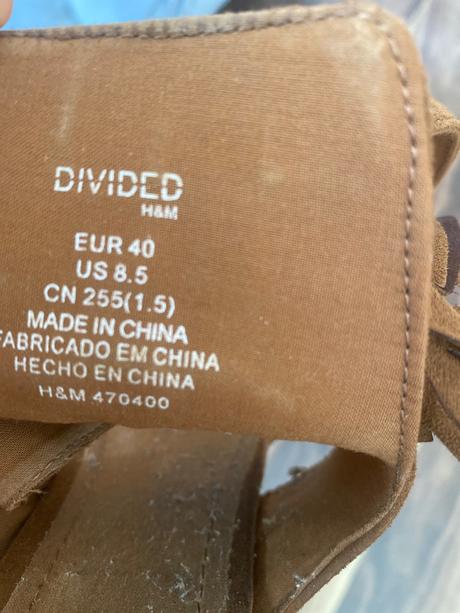 DIVIDED
H&M
EUR 40
US 8.5
CN 255(1.5)
MADE IN CHINA
FABRICADO EM CHINA
HECHO EN CHINA
H&M 470400